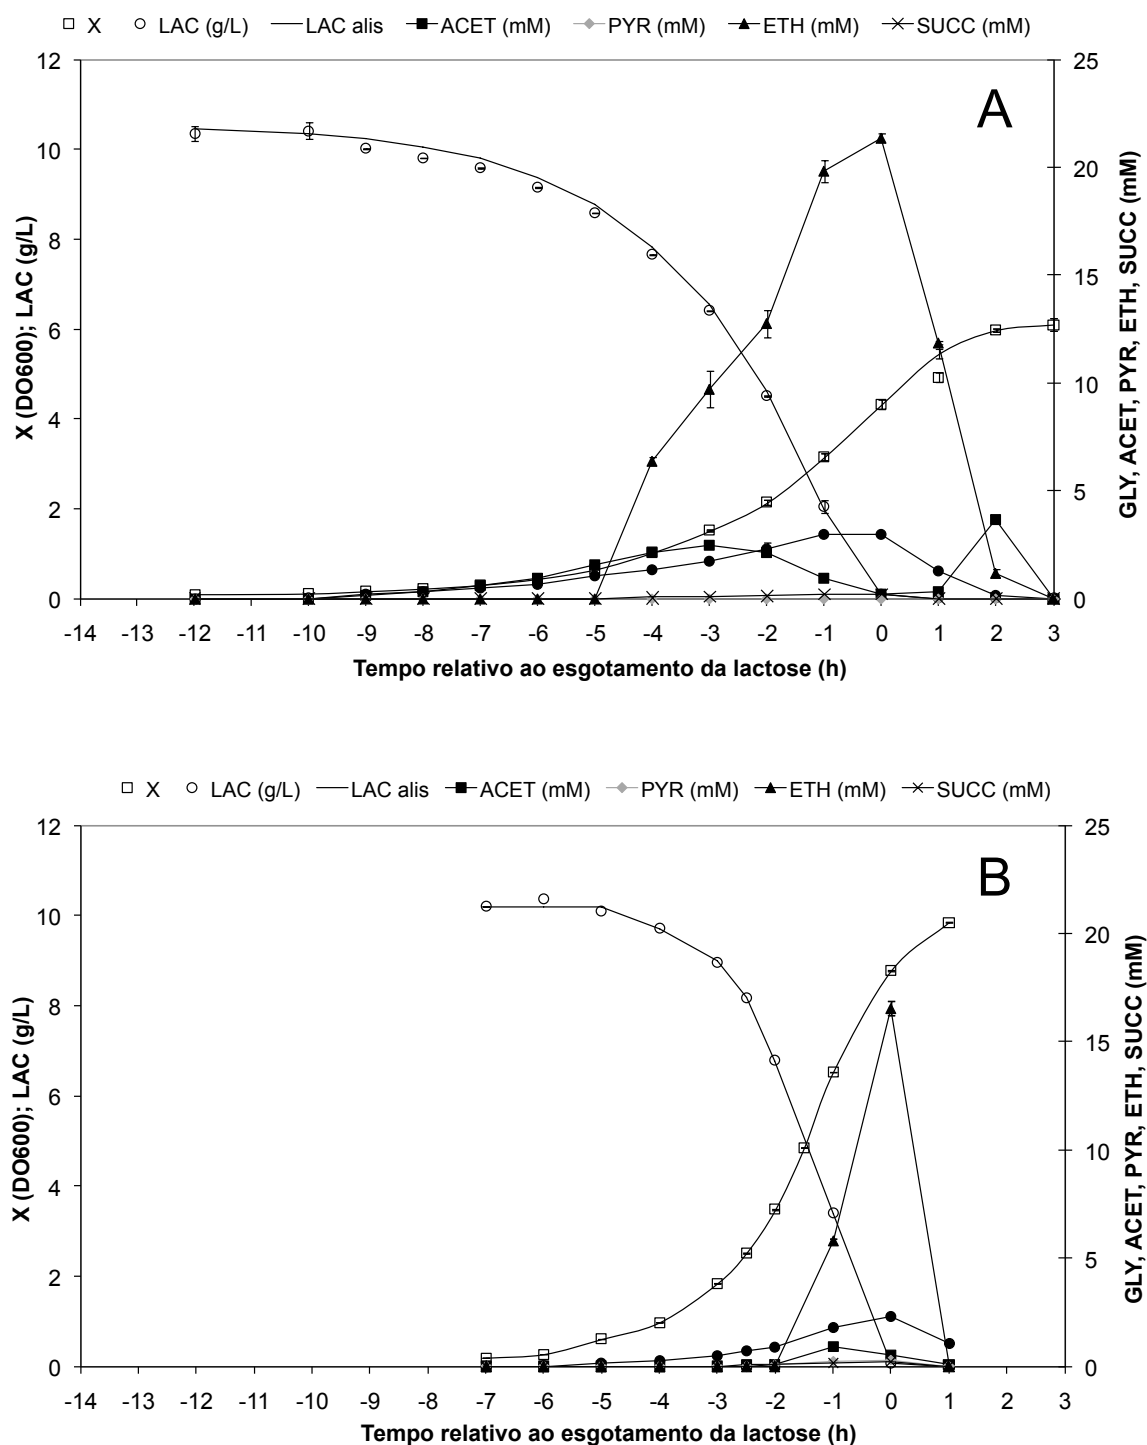 X LAC (g/L) LAC alis ACET (mM) PYR (mM) ETH (mM) SUCC (mM)
A
X (DO600); LAC (g/L)
12
10
8
6
4
2
0
25
20
15
10
5
0
GLY, ACET, PYR, ETH, SUCC (mM)
-14 -13 -12 -11 -10 -9 -8 -7 -6 -5 -4 -3 -2 -1 0 1 2 3
Tempo relativo ao esgotamento da lactose (h)
X LAC (g/L) LAC alis ACET (mM) PYR (mM) ETH (mM) SUCC (mM)
B
X (DO600); LAC (g/L)
12
10
8
6
4
2
0
25
20
15
10
5
0
GLY, ACET, PYR, ETH, SUCC (mM)
-14 -13 -12 -11 -10 -9 -8 -7 -6 -5 -4 -3 -2 -1 0 1 2 3
Tempo relativo ao esgotamento da lactose (h)